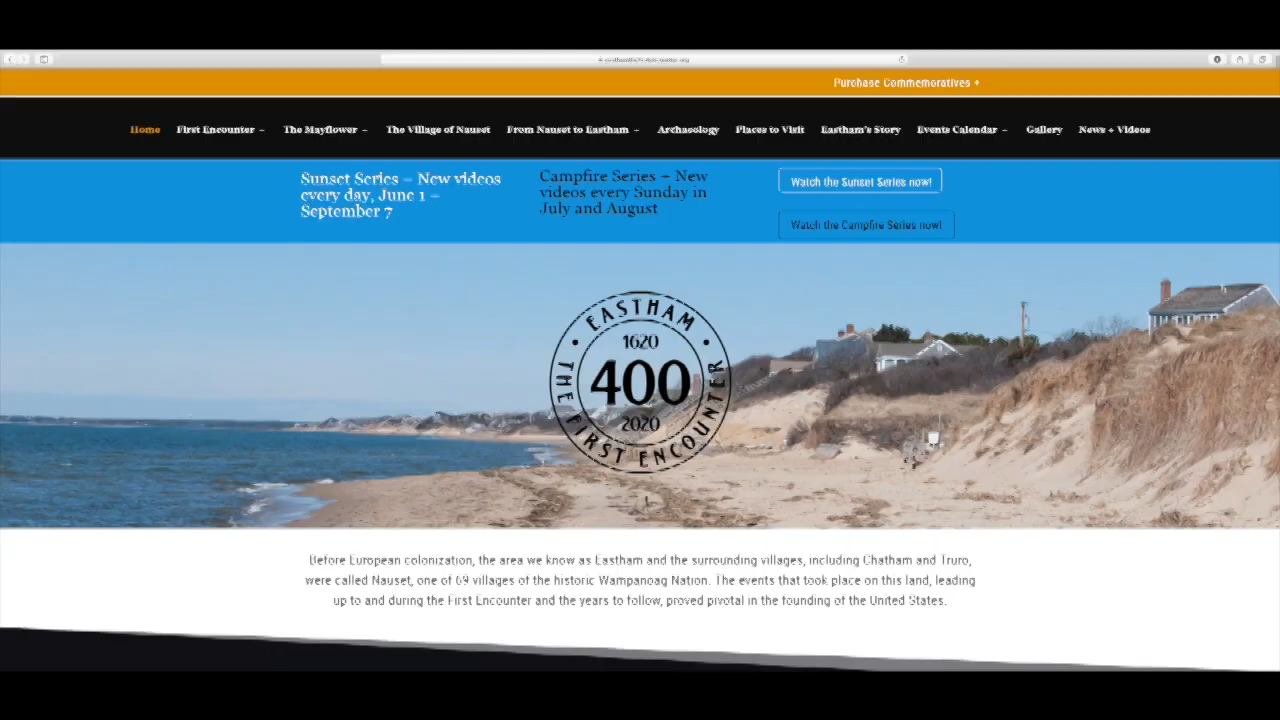 Purchase Commemoratives +
Home First Encounter The Mayflower The Village of Nauset From Nauset to Eastham Archaeology Places to Visit Eastham's Story Events Calendar Gallery News + Videos
Sunset Series – New videos
every day, June 1 –
September 7
Campfire Series – New
videos every Sunday in
July and August
Watch the Sunset Series now!
Watch the Campfire Series now!
EASTHAM
1620
400
2020
THE FIRST ENCOUNTER
Before European colonization, the area we know as Eastham and the surrounding villages, including Chatham and Truro,
were called Nauset, one of 69 villages of the historic Wampanoag Nation. The events that took place on this land, leading
up to and during the First Encounter and the years to follow, proved pivotal in the founding of the United States.